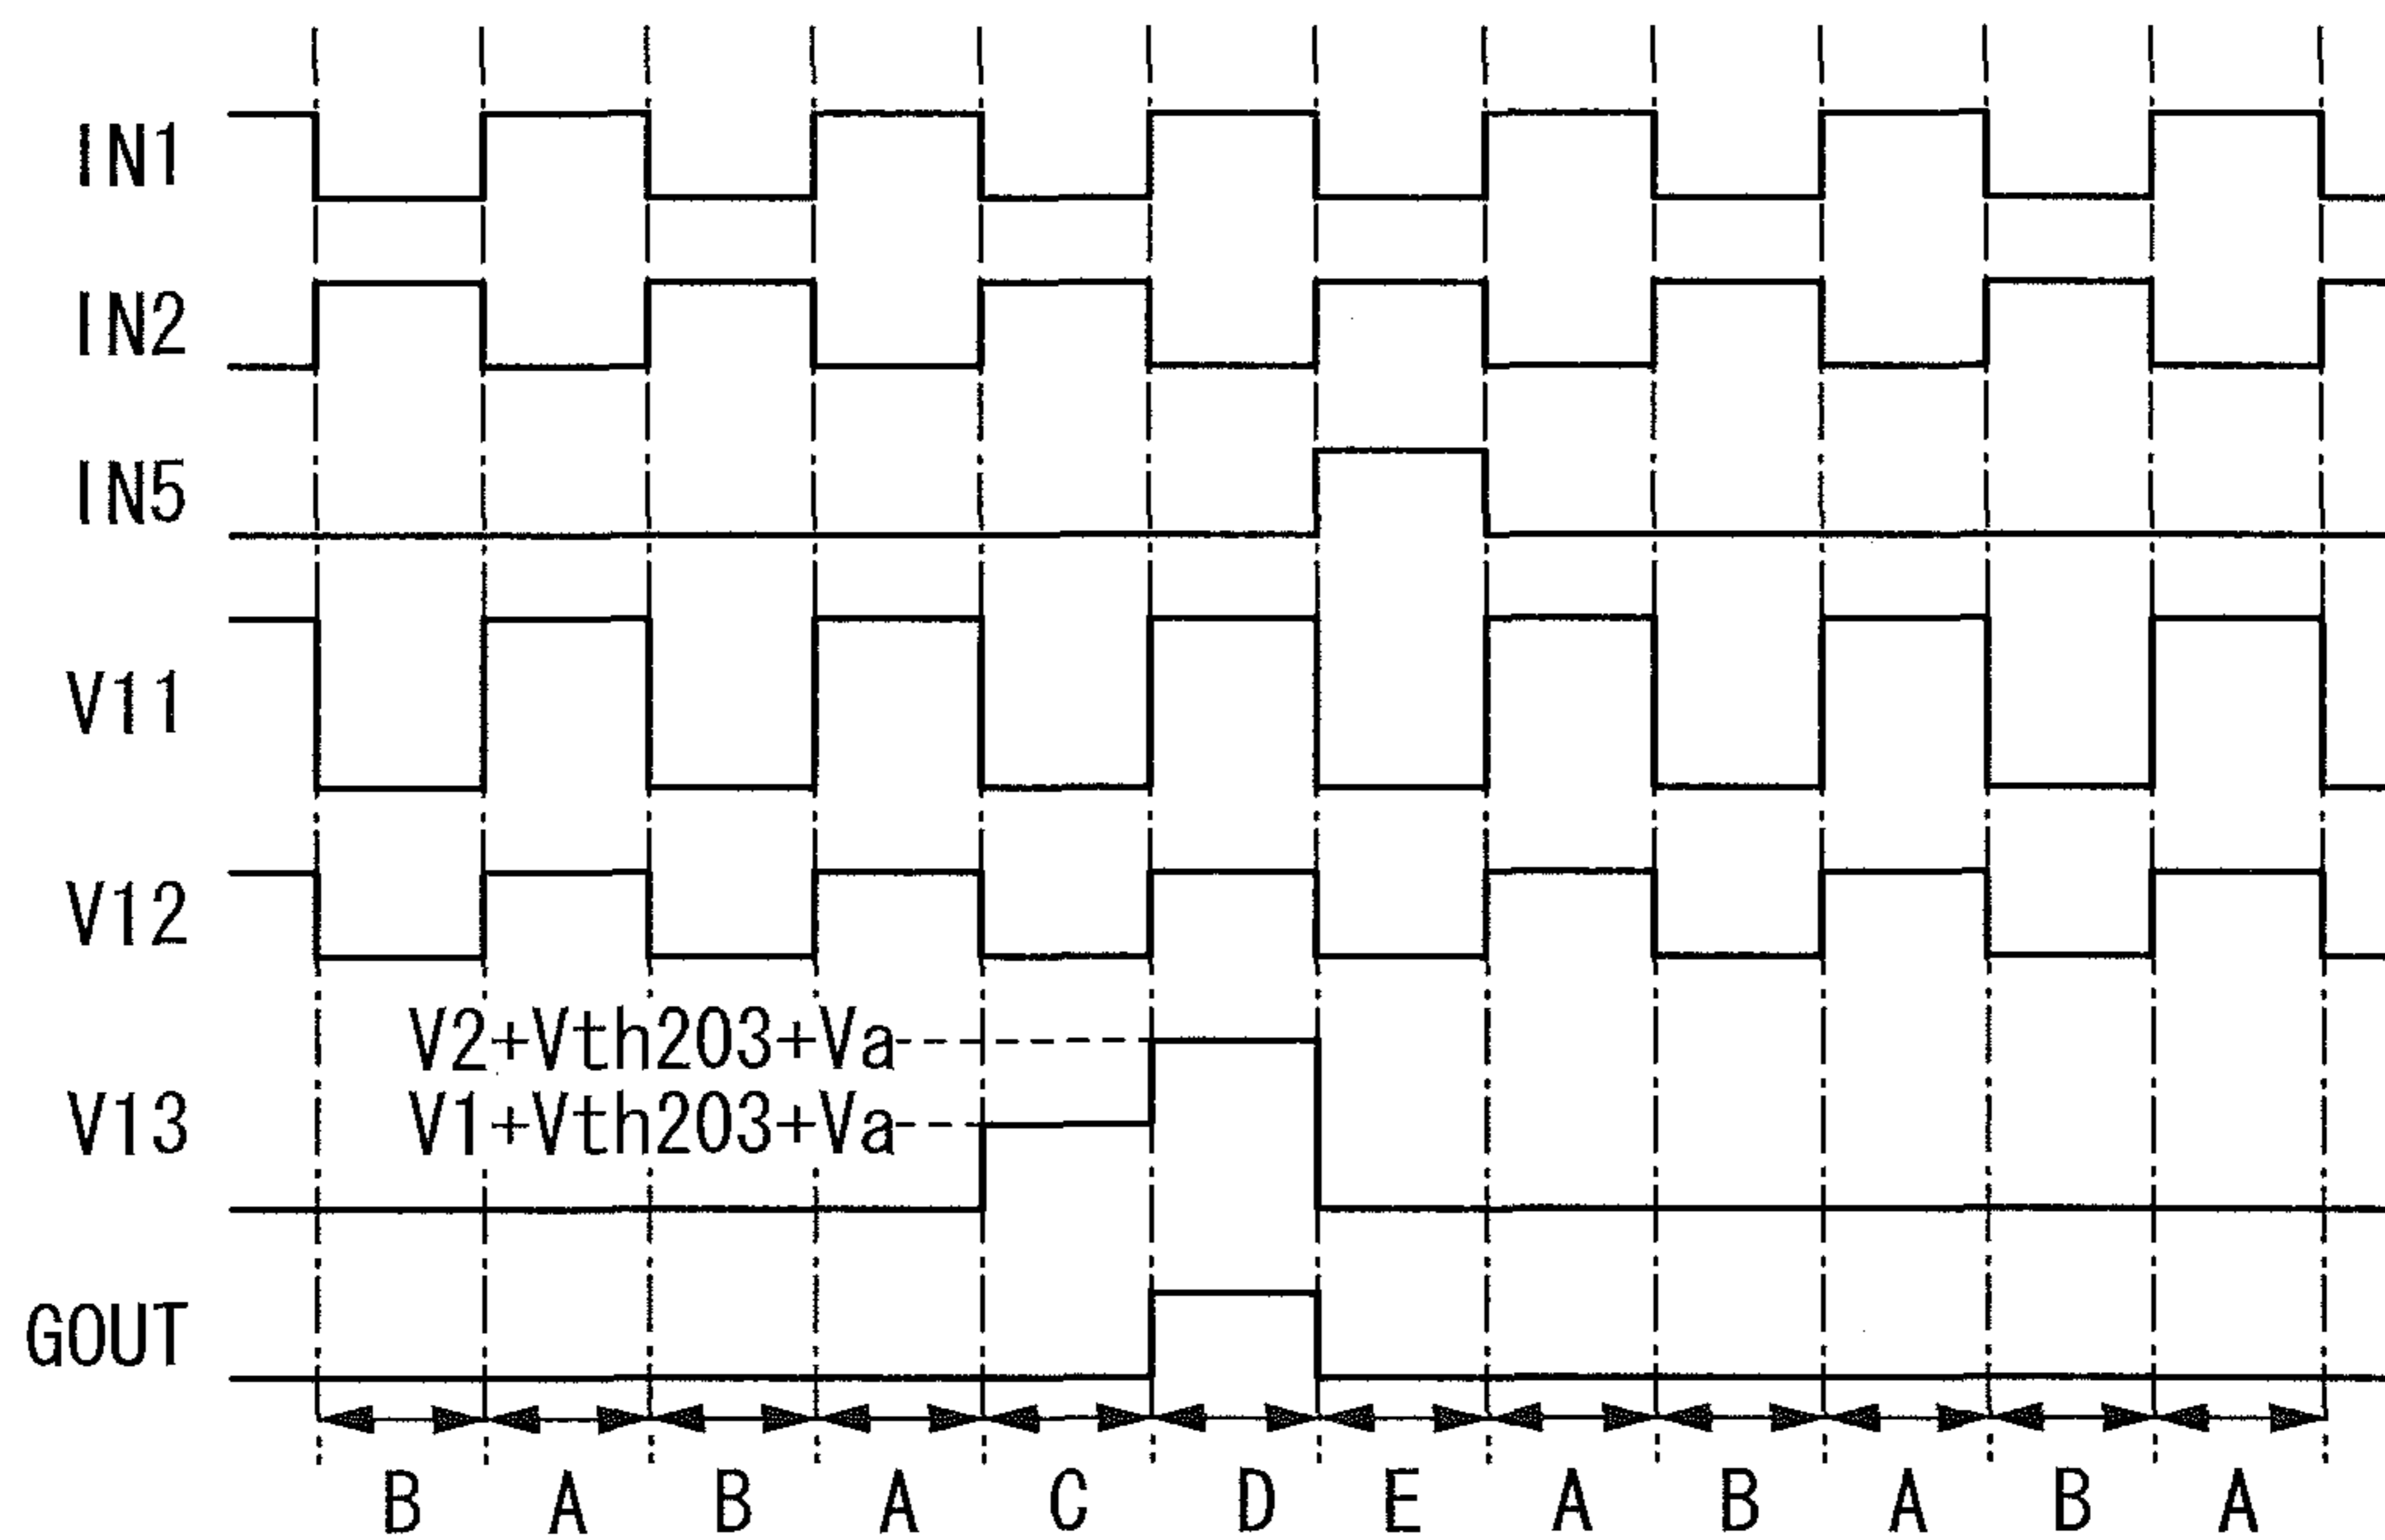 IN1
IN2
IN5
V11
V12
V2+Vth203+Va
V1+Vth203+Va
V13
GOUT
B A B A C D E A B A B A